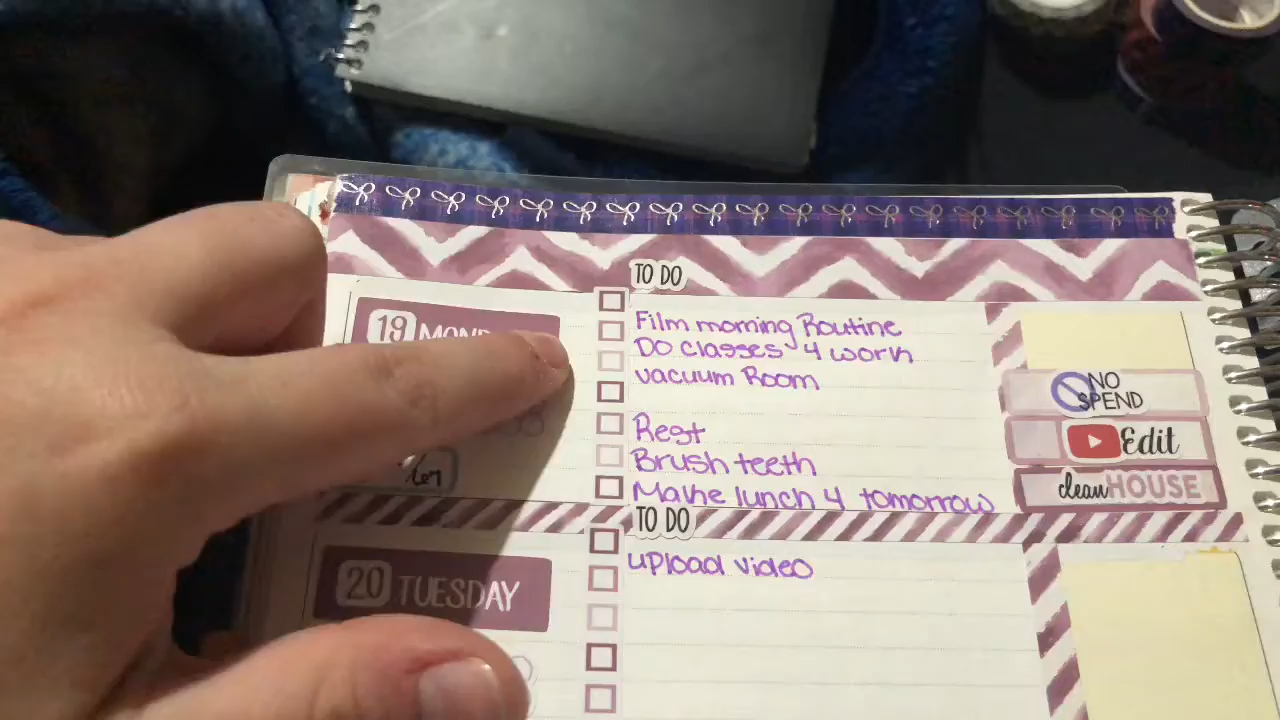 TO DO
19
Film morning Routine
Do classes 4 work
vacuum Room
NO SPEND
Rest
Edit
Brush teeth
clean HOUSE
Make lunch 4 tomorrow
TO DO
upload video
20 TUESDAY